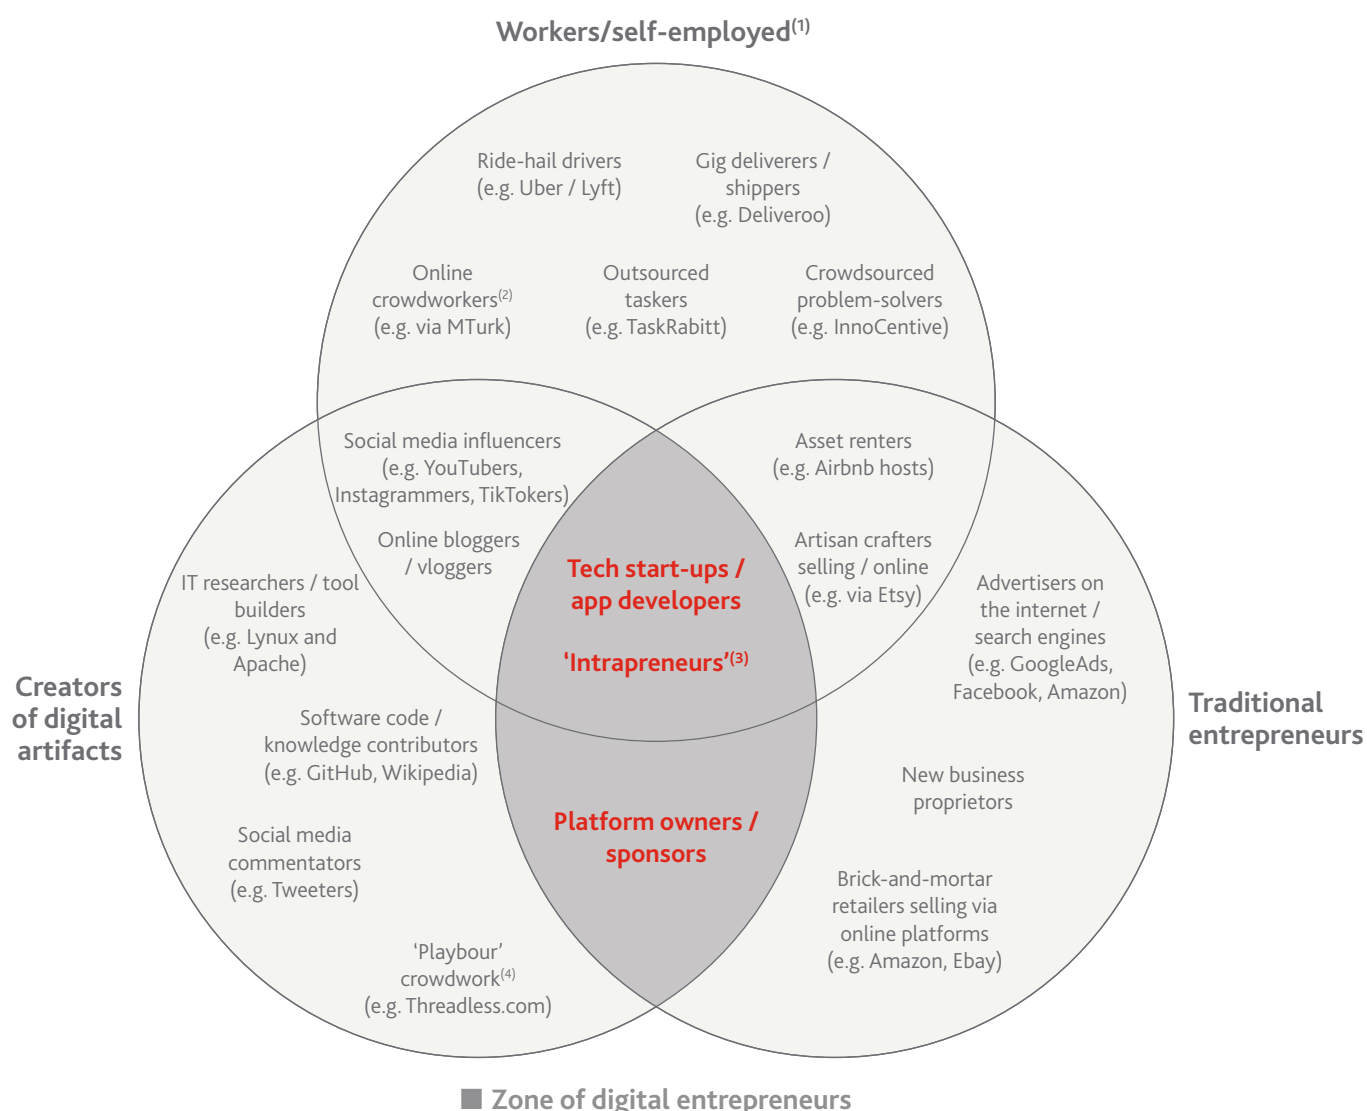 Workers/self-employed(1)
Ride-hail drivers
(e.g. Uber / Lyft)
Gig deliverers /
shippers
(e.g. Deliveroo)
Online
crowdworkers(2)
(e.g. via MTurk)
Outsourced
taskers
(e.g. TaskRabitt)
Crowdsourced
problem-solvers
(e.g. InnoCentive)
Social media influencers
(e.g. YouTubers,
Instagrammers, TikTokers)
Online bloggers
/ vloggers
Asset renters
(e.g. Airbnb hosts)
Artisan crafters
selling / online
(e.g. via Etsy)
Tech start-ups /
app developers
‘Intrapreneurs’(3)
Platform owners /
sponsors
Creators
of digital
artifacts
IT researchers / tool
builders
(e.g. Lynux and
Apache)
Software code /
knowledge contributors
(e.g. GitHub, Wikipedia)
Social media
commentators
(e.g. Tweeters)
‘Playbour’
crowdwork(4)
(e.g. Threadless.com)
Advertisers on
the internet /
search engines
(e.g. GoogleAds,
Facebook, Amazon)
Traditional
entrepreneurs
New business
proprietors
Brick-and-mortar
retailers selling via
online platforms
(e.g. Amazon, Ebay)
Zone of digital entrepreneurs